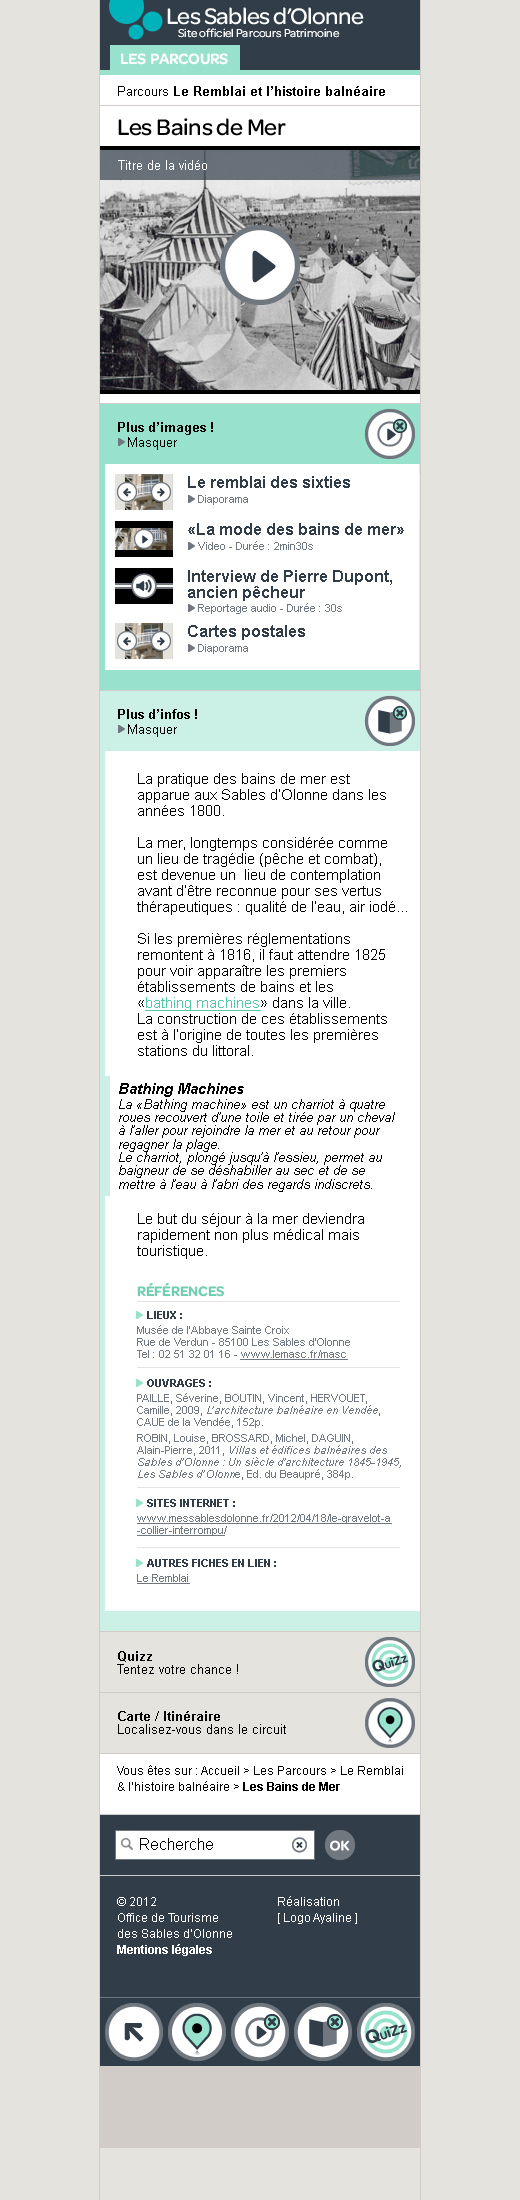 Les Sables d'Olonne
Site officiel Parcours Patrimoine
LES PARCOURS
Parcours Le Remblai et l'histoire balnéaire
Les Bains de Mer
Titre de la vidéo
Plus d'images !
Masquer
Le remblai des sixties
Diaporama
«La mode des bains de mer»
Video - Durée : 2min30s
Interview de Pierre Dupont,
ancien pêcheur
Reportage audio - Durée : 30s
Cartes postales
Diaporama
Plus d'infos !
Masquer
La pratique des bains de mer est
apparue aux Sables d'Olonne dans les
années 1800.
La mer, longtemps considérée comme
un lieu de tragédie (pêche et combat),
est devenue un lieu de contemplation
avant d'être reconnue pour ses vertus
thérapeutiques : qualité de l'eau, air iodé...
Si les premières réglementations
remontent à 1816, il faut attendre 1825
pour voir apparaître les premiers
établissements de bains et les
«bathing machines» dans la ville.
La construction de ces établissements
est à l'origine de toutes les premières
stations du littoral.
Bathing Machines
La «Bathing machine» est un charriot à quatre
roues recouvert d'une toile et tirée par un cheval
à l'aller pour rejoindre la mer et au retour pour
regagner la plage.
Le charriot, plongé jusqu'à l'essieu, permet au
baigneur de se déshabiller au sec et de se
mettre à l'eau à l'abri des regards indiscrets.
Le but du séjour à la mer deviendra
rapidement non plus médical mais
touristique.
RÉFÉRENCES
LIEUX :
Musée de l'Abbaye Sainte Croix
Rue de Verdun - 85100 Les Sables d'Olonne
Tel : 02 51 32 01 16 - www.lemasc.fr/masc
OUVRAGES :
PAILLE, Séverine, BOUTIN, Vincent, HERVOUET,
Camille, 2009, L'architecture balnéaire en Vendée,
CAUE de la Vendée, 152p.
ROBIN, Louise, BROSSARD, Michel, DAGUIN,
Alain-Pierre, 2011, Villas et édifices balnéaires des
Sables d'Olonne : Un siècle d'architecture 1845-1945,
Les Sables d'Olonne, Ed. du Beaupré, 384p.
SITES INTERNET :
www.messablesdolonne.fr/2012/04/18/le-gravelot-a
-collier-interrompu/
AUTRES FICHES EN LIEN :
Le Remblai
Quizz
Tentez votre chance !
QuiZz
Carte / Itinéraire
Localisez-vous dans le circuit
Vous êtes sur : Accueil > Les Parcours > Le Remblai
& l'histoire balnéaire > Les Bains de Mer
Recherche
OK
© 2012
Office de Tourisme
des Sables d'Olonne
Mentions légales
Réalisation
[ Logo Ayaline ]
QuiZz